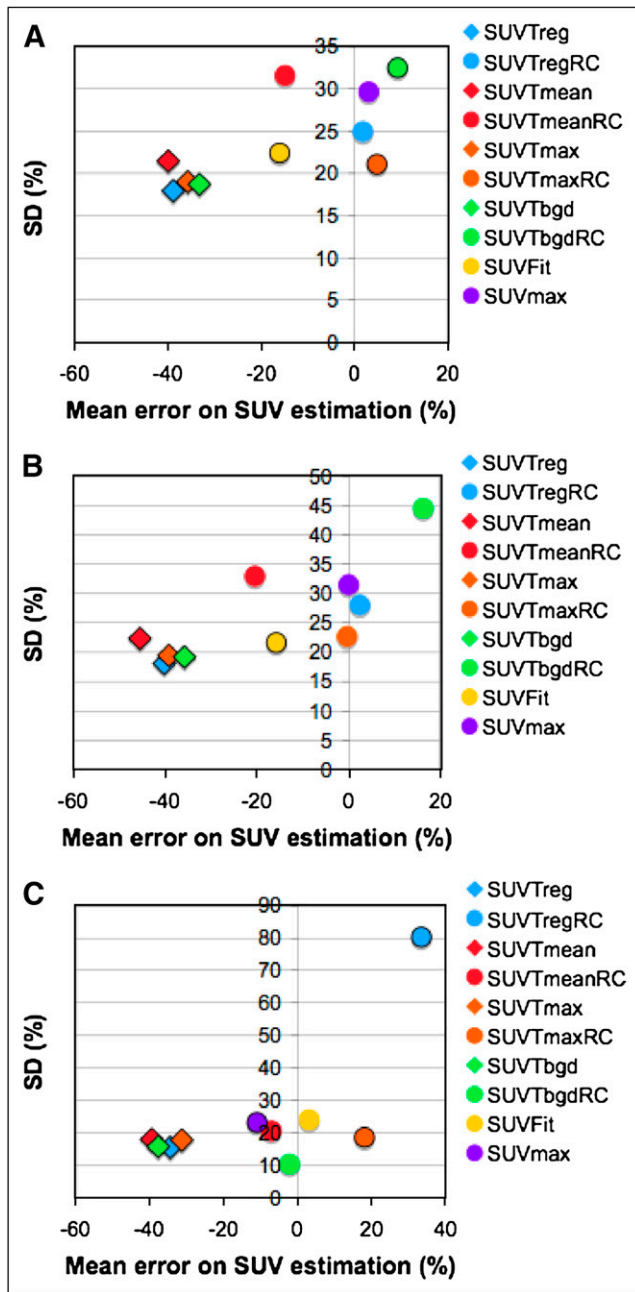 A
SD (%)
35
30
25
20
15
10
5
0
-60 -40 -20 0 20
Mean error on SUV estimation (%)
SUVTreg
SUVTregRC
SUVTmean
SUVTmeanRC
SUVTmax
SUVTmaxRC
SUVTbgd
SUVTbgdRC
SUVFit
SUVmax
B
SD (%)
50
45
40
35
30
25
20
15
10
5
0
-60 -40 -20 0 20
Mean error on SUV estimation (%)
SUVTreg
SUVTregRC
SUVTmean
SUVTmeanRC
SUVTmax
SUVTmaxRC
SUVTbgd
SUVTbgdRC
SUVFit
SUVmax
C
SD (%)
90
80
70
60
50
40
30
20
10
0
-60 -40 -20 0 20 40
Mean error on SUV estimation (%)
SUVTreg
SUVTregRC
SUVTmean
SUVTmeanRC
SUVTmax
SUVTmaxRC
SUVTbgd
SUVTbgdRC
SUVFit
SUVmax